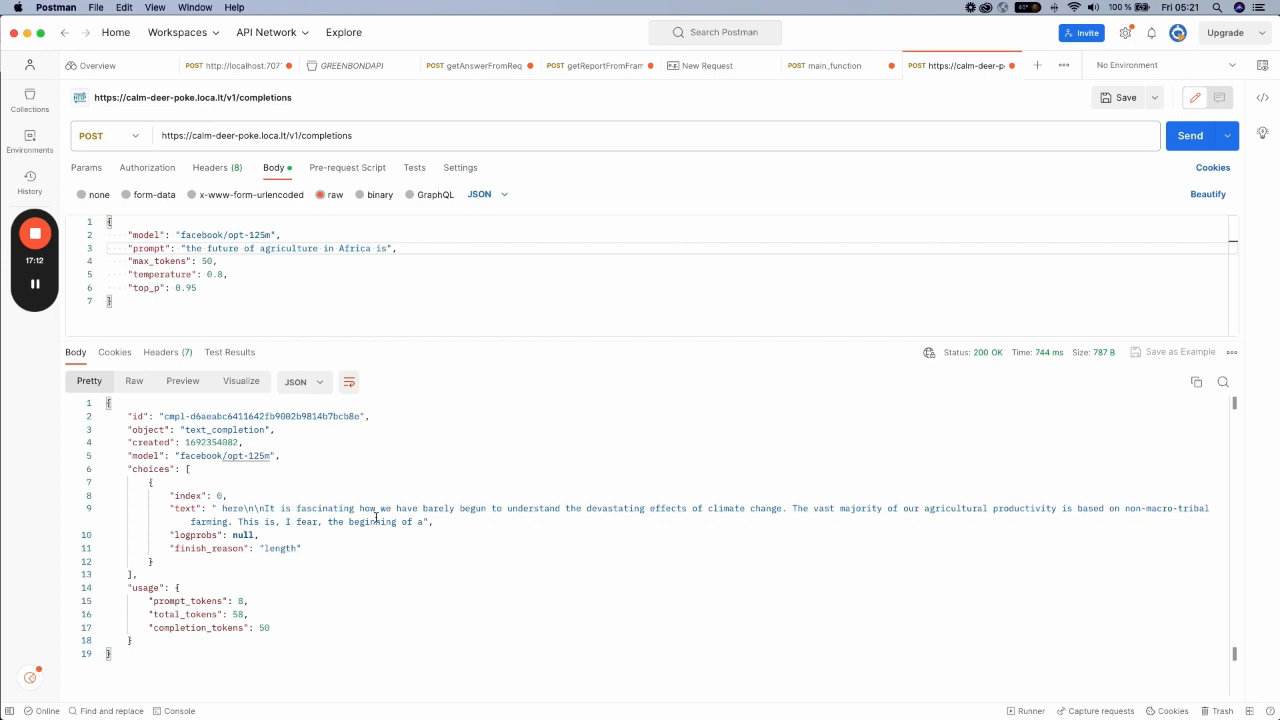 Postman File Edit View Window Help 40° 100 % Fri 05:21
Home Workspaces API Network Explore Search Postman Invite Upgrade
Overview POST http://localhost:707 GREENBONDAPI POST getAnswerFromReq POST getReportFromFram New Request POST main_function POST https://calm-deer-p No Environment
https://calm-deer-poke.loca.lt/v1/completions Save
Collections
POST https://calm-deer-poke.loca.lt/v1/completions Send
Environments
Params Authorization Headers (8) Body Pre-request Script Tests Settings Cookies
History
none form-data x-www-form-urlencoded raw binary GraphQL JSON Beautify
1 {
2 "model": "facebook/opt-125m",
3 "prompt": "the future of agriculture in Africa is",
4 "max_tokens": 50,
17:12
5 "temperature": 0.8,
6 "top_p": 0.95
7 }
Body Cookies Headers (7) Test Results Status: 200 OK Time: 744 ms Size: 787 B Save as Example
Pretty Raw Preview Visualize JSON
1 {
2 "id": "cmpl-d6aeabc6411642fb9002b9814b7bcb8e",
3 "object": "text_completion",
4 "created": 1692354082,
5 "model": "facebook/opt-125m",
6 "choices": [
7 {
8 "index": 0,
9 "text": " here\n\nIt is fascinating how we have barely begun to understand the devastating effects of climate change. The vast majority of our agricultural productivity is based on non-macro-tribal
farming. This is, I fear, the beginning of a",
10 "logprobs": null,
11 "finish_reason": "length"
12 }
13 ],
14 "usage": {
15 "prompt_tokens": 8,
16 "total_tokens": 58,
17 "completion_tokens": 50
18 }
19 }
Online Find and replace Console Runner Capture requests Cookies Trash